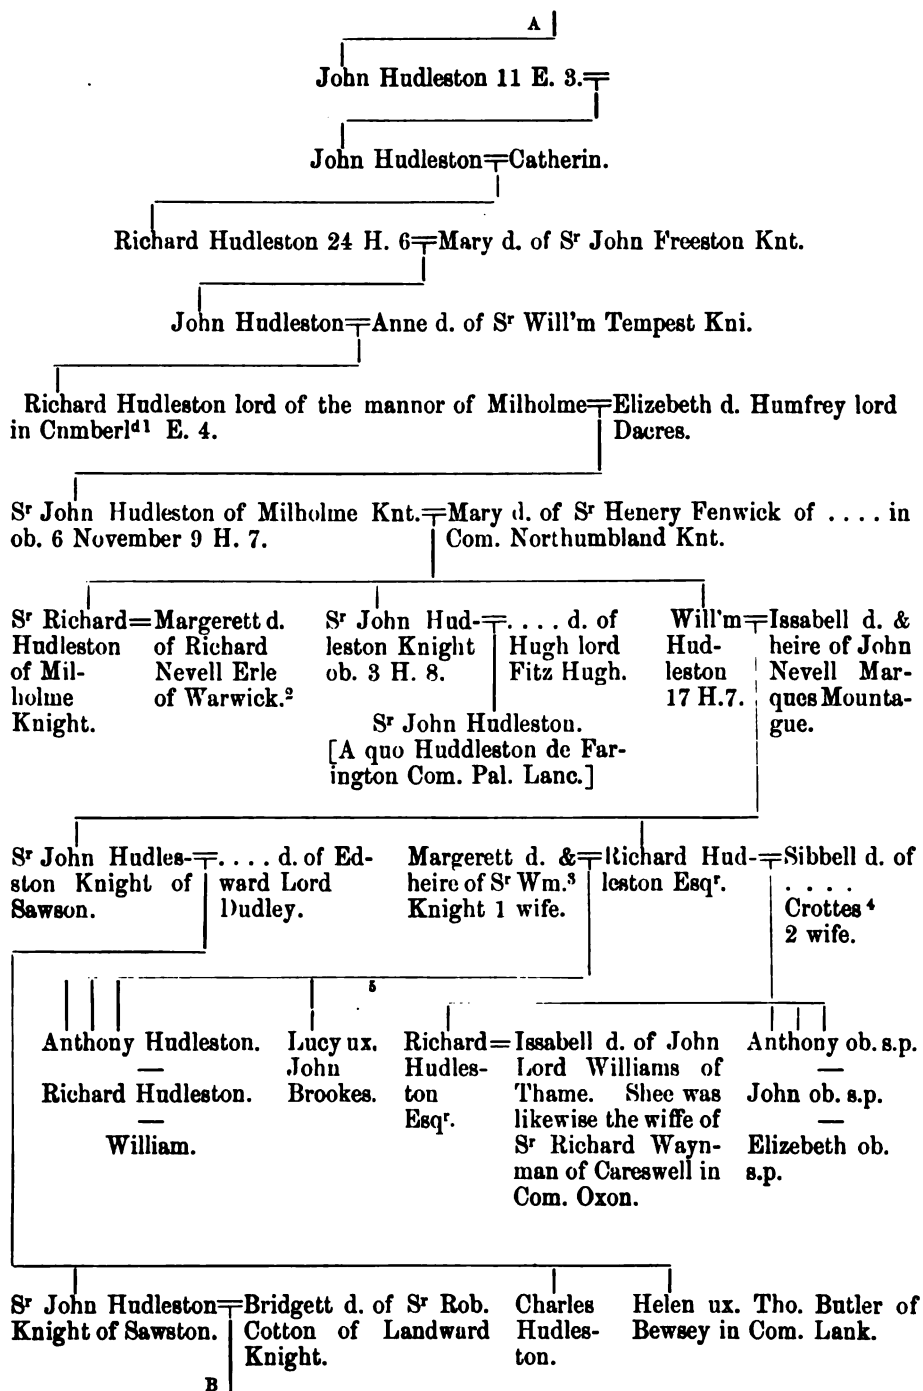 A
John Hudleston 11 E. 3.
John Hudleston=Catherin.
Richard Hudleston 24 H. 6=Mary d. of Sʳ John Freeston Knt.
John Hudleston=Anne d. of Sʳ Will'm Tempest Kni.
Richard Hudleston lord of the mannor of Milholme=Elizebeth d. Humfrey lord
in Cnmberlᵈ¹ E. 4. Dacres.
Sʳ John Hudleston of Milholme Knt.=Mary d. of Sʳ Henery Fenwick of .... in
ob. 6 November 9 H. 7. Com. Northumbland Knt.
Sʳ Richard=
Hudleston
of Mil-
holme
Knight.
Margerett d.
of Richard
Nevell Erle
of Warwick.²
Sʳ John Hud-=
leston Knight
ob. 3 H. 8.
.... d. of
Hugh lord
Fitz Hugh.
Sʳ John Hudleston.
[A quo Huddleston de Far-
ington Com. Pal. Lanc.]
Will'm=
Hud-
leston
17 H.7.
Issabell d. &
heire of John
Nevell Mar-
ques Mounta-
gue.
Sʳ John Hudles-=
ston Knight of
Sawson.
.... d. of Ed-
ward Lord
Dudley.
Margerett d. &=
heire of Sʳ Wm.³
Knight 1 wife.
Richard Hud-=
leston Esqʳ.
Sibbell d. of
....
Crottes⁴
2 wife.
5
Anthony Hudleston.
—
Richard Hudleston.
—
William.
Lucy ux.
John
Brookes.
Richard=
Hudles-
ton
Esqʳ.
Issabell d. of John
Lord Williams of
Thame. Shee was
likewise the wiffe of
Sʳ Richard Wayn-
man of Careswell in
Com. Oxon.
Anthony ob. s.p.
—
John ob. s.p.
—
Elizebeth ob.
s.p.
Sʳ John Hudleston=
Knight of Sawston.
Bridgett d. of Sʳ Rob.
Cotton of Landward
Knight.
Charles
Hudles-
ton.
Helen ux. Tho. Butler of
Bewsey in Com. Lank.
B